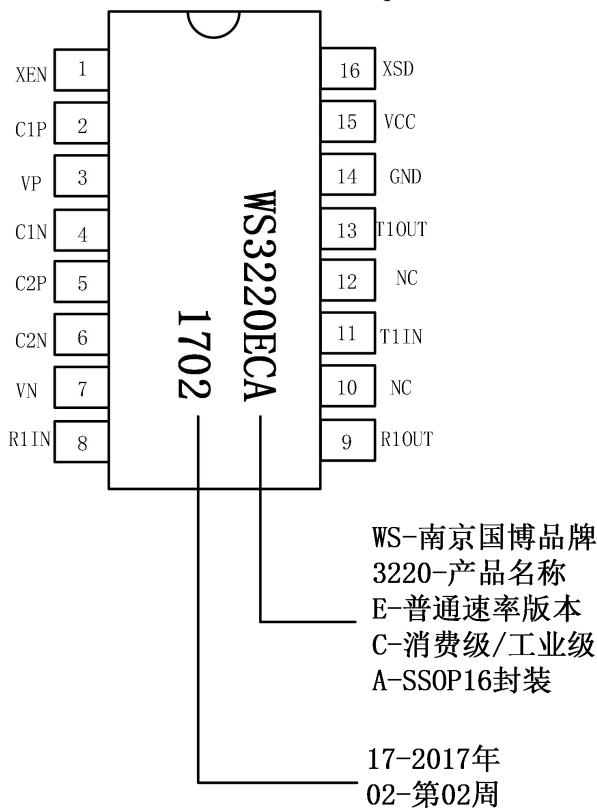 XEN 1 16 XSD
C1P 2 15 VCC
VP 3 14 GND
C1N 4 13 T1OUT
C2P 5 12 NC
C2N 6 11 T1IN
VN 7 10 NC
R1IN 8 9 R1OUT
WS3220ECA
1702
WS-南京国博品牌
3220-产品名称
E-普通速率版本
C-消费级/工业级
A-SSOP16封装
17-2017年
02-第02周